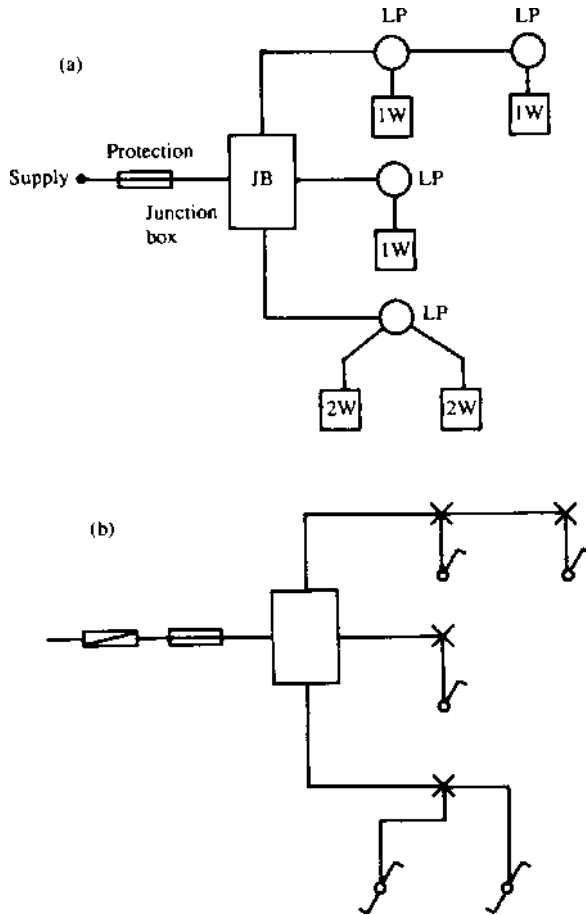 (a)
LP
LP
1W
1W
Protection
Supply
JB
LP
Junction
box
1W
LP
2W
2W
(b)